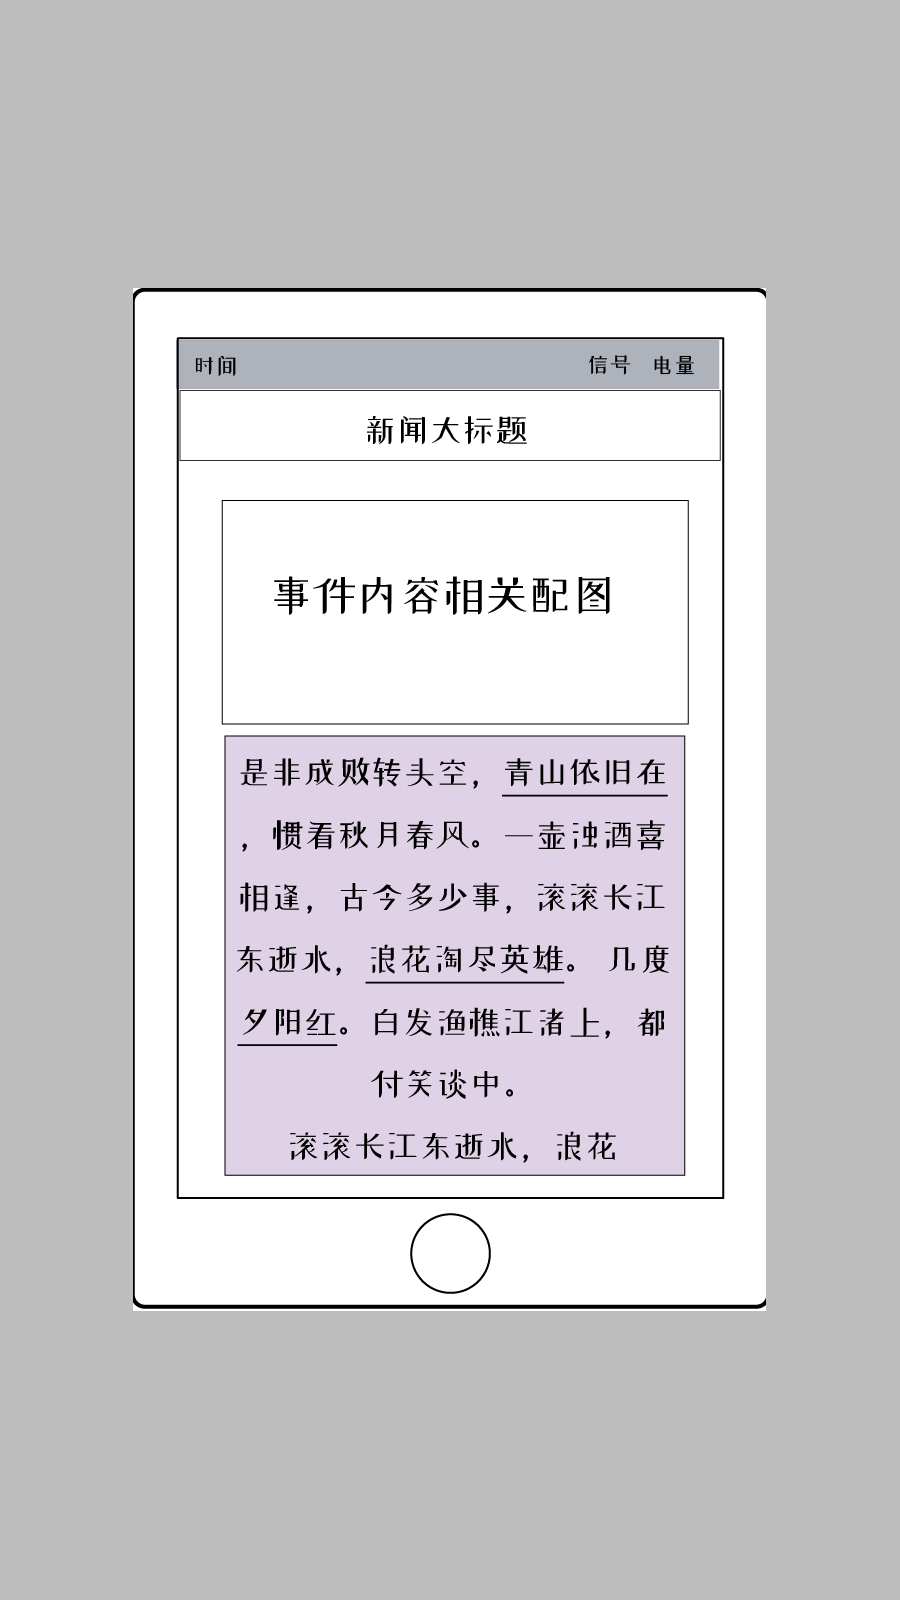 时间 信号 电量
新闻大标题
事件内容相关配图
是非成败转头空，青山依旧在
，惯看秋月春风。一壶浊酒喜
相逢，古今多少事，滚滚长江
东逝水，浪花淘尽英雄。 几度
夕阳红。白发渔樵江渚上，都
付笑谈中。
滚滚长江东逝水，浪花